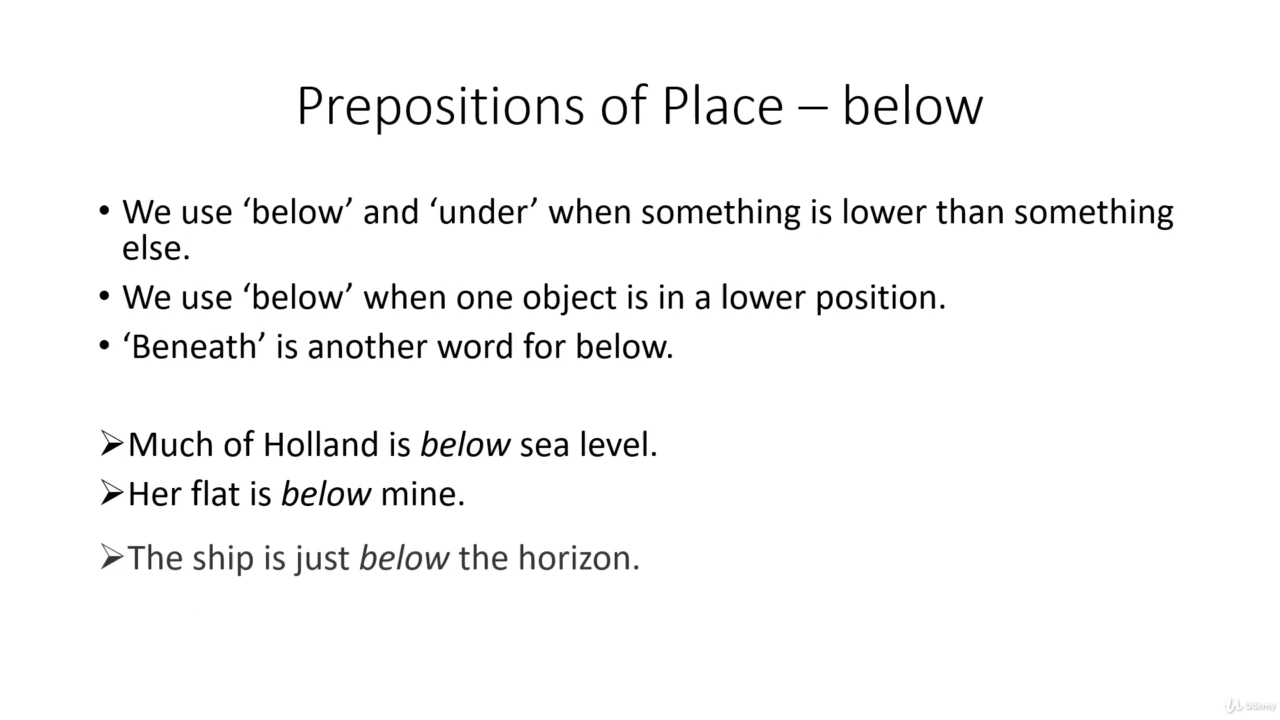 Prepositions of Place – below
• We use ‘below’ and ‘under’ when something is lower than something
else.
• We use ‘below’ when one object is in a lower position.
• ‘Beneath’ is another word for below.
➢Much of Holland is below sea level.
➢Her flat is below mine.
➢The ship is just below the horizon.
Udemy